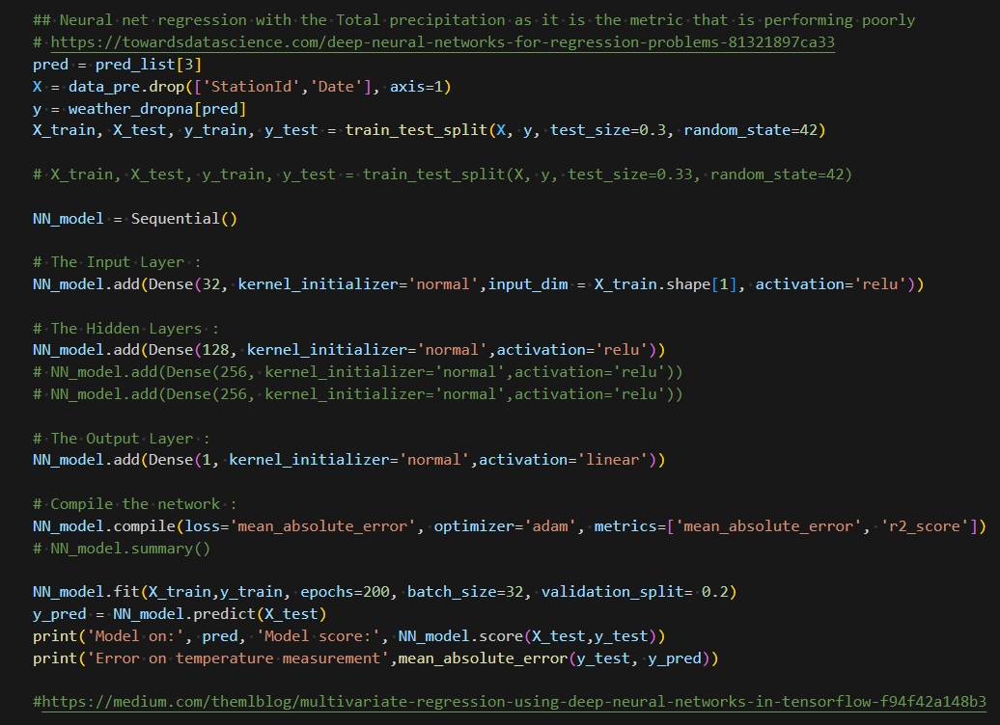 ## Neural net regression with the Total precipitation as it is the metric that is performing poorly
# https://towardsdatascience.com/deep-neural-networks-for-regression-problems-81321897ca33
pred = pred_list[3]
X = data_pre.drop(['StationId','Date'], axis=1)
y = weather_dropna[pred]
X_train, X_test, y_train, y_test = train_test_split(X, y, test_size=0.3, random_state=42)
# X_train, X_test, y_train, y_test = train_test_split(X, y, test_size=0.33, random_state=42)
NN_model = Sequential()
# The Input Layer :
NN_model.add(Dense(32, kernel_initializer='normal',input_dim = X_train.shape[1], activation='relu'))
# The Hidden Layers :
NN_model.add(Dense(128, kernel_initializer='normal',activation='relu'))
# NN_model.add(Dense(256, kernel_initializer='normal',activation='relu'))
# NN_model.add(Dense(256, kernel_initializer='normal',activation='relu'))
# The Output Layer :
NN_model.add(Dense(1, kernel_initializer='normal',activation='linear'))
# Compile the network :
NN_model.compile(loss='mean_absolute_error', optimizer='adam', metrics=['mean_absolute_error', 'r2_score'])
# NN_model.summary()
NN_model.fit(X_train,y_train, epochs=200, batch_size=32, validation_split= 0.2)
y_pred = NN_model.predict(X_test)
print('Model on:', pred, 'Model score:', NN_model.score(X_test,y_test))
print('Error on temperature measurement',mean_absolute_error(y_test, y_pred))
#https://medium.com/themlblog/multivariate-regression-using-deep-neural-networks-in-tensorflow-f94f42a148b3